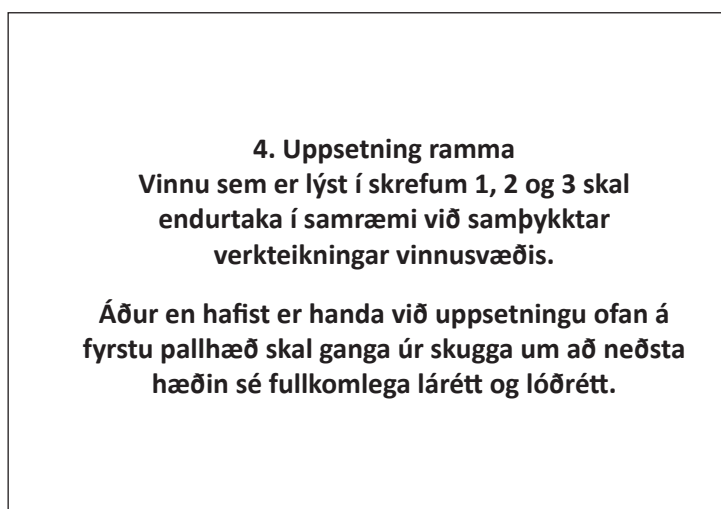 4. Uppsetning ramma
Vinnu sem er lýst í skrefum 1, 2 og 3 skal
endurtaka í samræmi við samþykktar
verkteikningar vinnusvæðis.
Áður en hafist er handa við uppsetningu ofan á
fyrstu pallhæð skal ganga úr skugga um að neðsta
hæðin sé fullkomlega lárétt og lóðrétt.